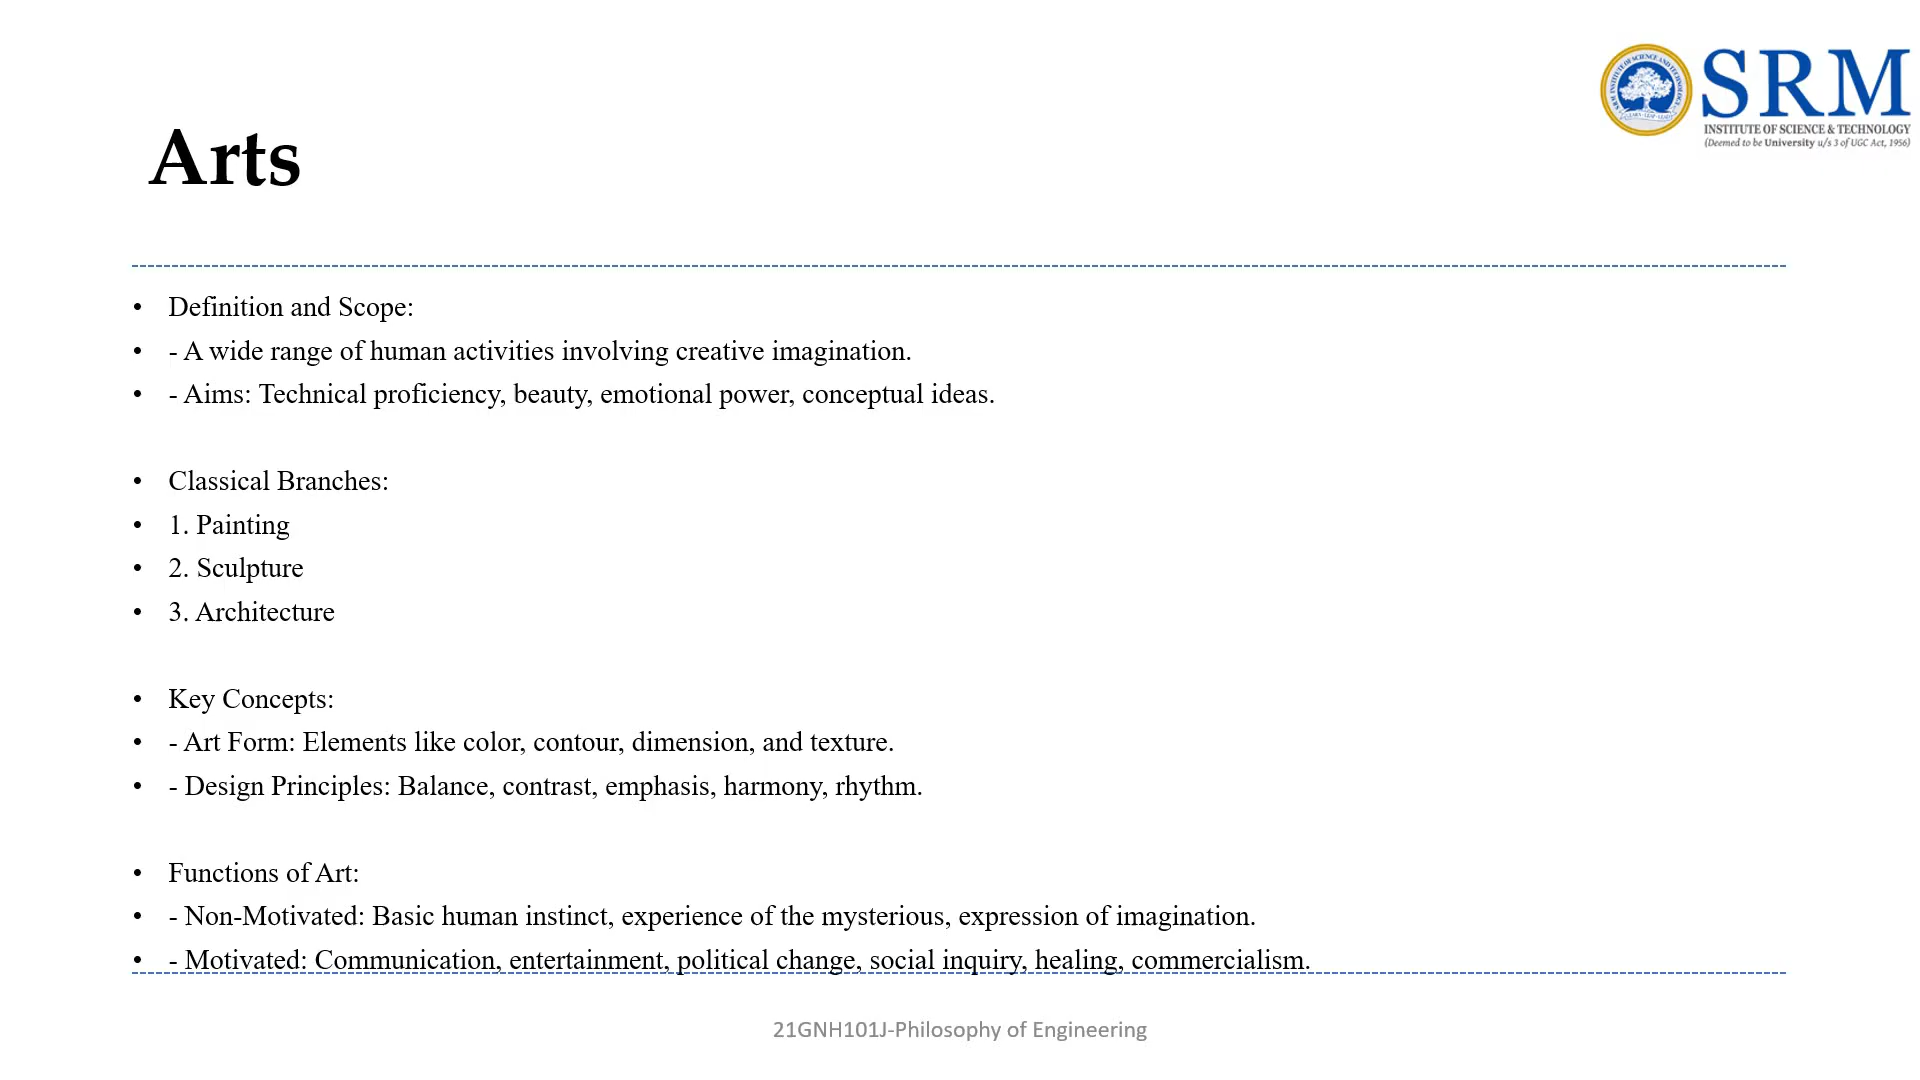 SRM
INSTITUTE OF SCIENCE & TECHNOLOGY
(Deemed to be University u/s 3 of UGC Act, 1956)
Arts
• Definition and Scope:
• - A wide range of human activities involving creative imagination.
• - Aims: Technical proficiency, beauty, emotional power, conceptual ideas.
• Classical Branches:
• 1. Painting
• 2. Sculpture
• 3. Architecture
• Key Concepts:
• - Art Form: Elements like color, contour, dimension, and texture.
• - Design Principles: Balance, contrast, emphasis, harmony, rhythm.
• Functions of Art:
• - Non-Motivated: Basic human instinct, experience of the mysterious, expression of imagination.
• - Motivated: Communication, entertainment, political change, social inquiry, healing, commercialism.
21GNH101J-Philosophy of Engineering